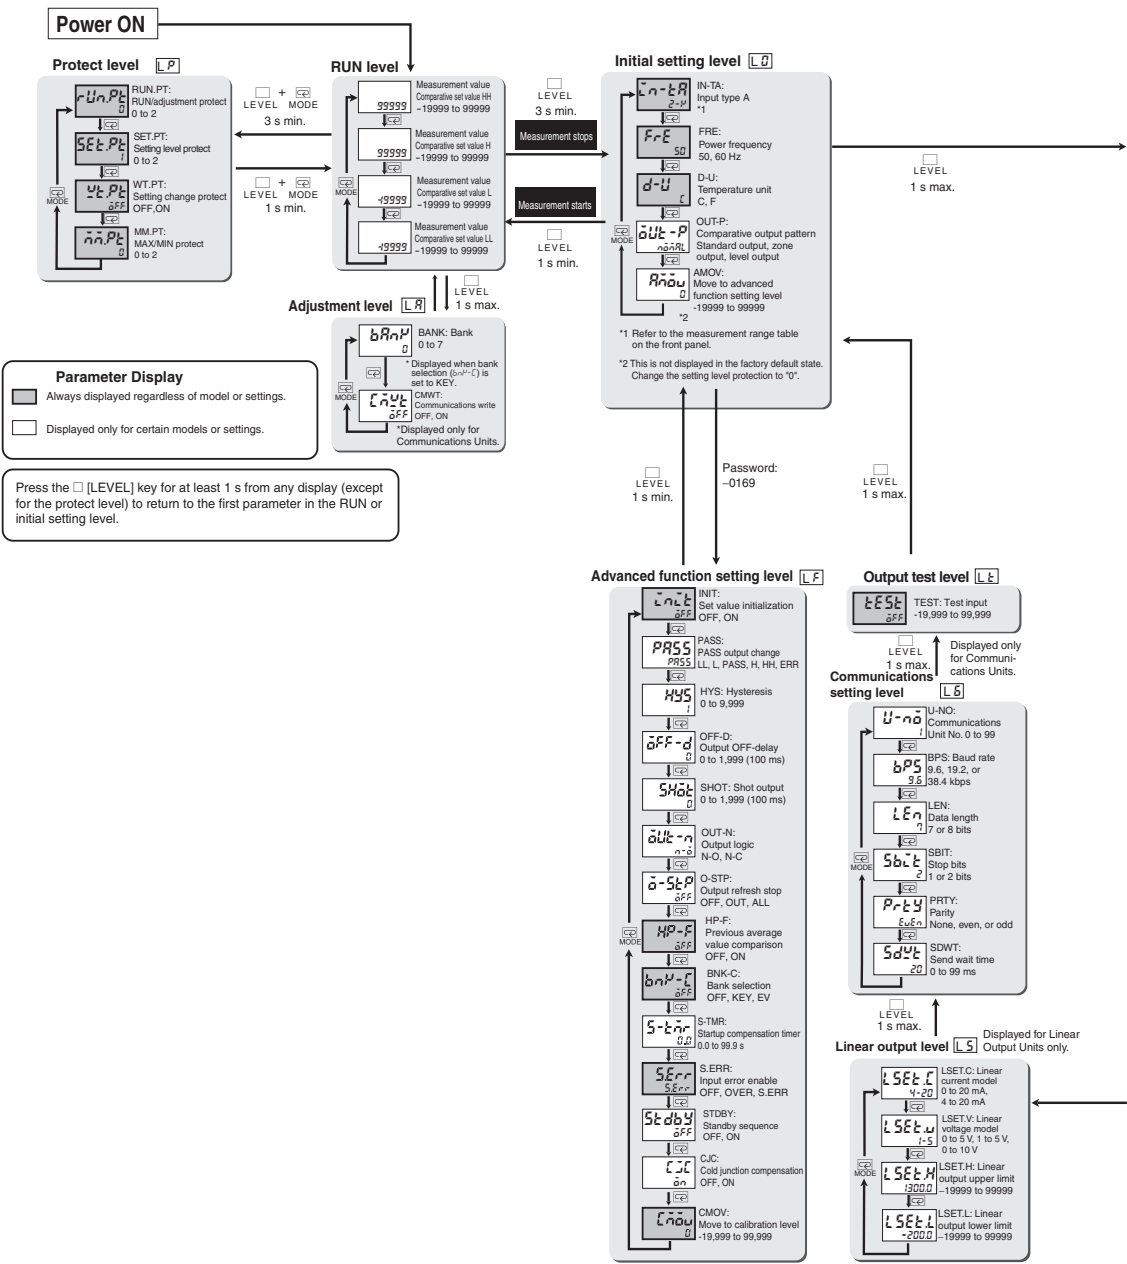 Power ON
Protect level LP
RUN.PT:
RUN/adjustment protect
0 to 2
SET.PT:
Setting level protect
0 to 2
WT.PT:
Setting change protect
OFF,ON
MM.PT:
MAX/MIN protect
0 to 2
MODE
LEVEL + MODE
3 s min.
LEVEL + MODE
1 s min.
RUN level
99999
Measurement value
Comparative set value HH
-19999 to 99999
99999
Measurement value
Comparative set value H
-19999 to 99999
-19999
Measurement value
Comparative set value L
-19999 to 99999
-19999
Measurement value
Comparative set value LL
-19999 to 99999
MODE
LEVEL
3 s min.
Measurement stops
Measurement starts
LEVEL
1 s min.
LEVEL
1 s max.
Adjustment level LA
BANK: Bank
0 to 7
* Displayed when bank
selection (bnK-C) is
set to KEY.
CMWT:
Communications write
OFF, ON
*Displayed only for
Communications Units.
MODE
Initial setting level L0
IN-TA:
Input type A
*1
FRE:
Power frequency
50, 60 Hz
D-U:
Temperature unit
C, F
OUT-P:
Comparative output pattern
Standard output, zone
output, level output
AMOV:
Move to advanced
function setting level
-19999 to 99999
*2
MODE
*1 Refer to the measurement range table
on the front panel.
*2 This is not displayed in the factory default state.
Change the setting level protection to "0".
LEVEL
1 s max.
Parameter Display
Always displayed regardless of model or settings.
Displayed only for certain models or settings.
Press the □ [LEVEL] key for at least 1 s from any display (except
for the protect level) to return to the first parameter in the RUN or
initial setting level.
LEVEL
1 s min.
Password:
–0169
LEVEL
1 s max.
Advanced function setting level LF
INIT:
Set value initialization
OFF, ON
PASS:
PASS output change
LL, L, PASS, H, HH, ERR
HYS: Hysteresis
0 to 9,999
OFF-D:
Output OFF-delay
0 to 1,999 (100 ms)
SHOT: Shot output
0 to 1,999 (100 ms)
OUT-N:
Output logic
N-O, N-C
O-STP:
Output refresh stop
OFF, OUT, ALL
HP-F:
Previous average
value comparison
OFF, ON
BNK-C:
Bank selection
OFF, KEY, EV
S-TMR:
Startup compensation timer
0.0 to 99.9 s
S.ERR:
Input error enable
OFF, OVER, S.ERR
STDBY:
Standby sequence
OFF, ON
CJC:
Cold junction compensation
OFF, ON
CMOV:
Move to calibration level
-19,999 to 99,999
MODE
Output test level Lt
TEST: Test input
-19,999 to 99,999
LEVEL
1 s max.
Displayed only
for Communi-
cations Units.
Communications
setting level L6
U-NO:
Communications
Unit No. 0 to 99
BPS: Baud rate
9.6, 19.2, or
38.4 kbps
LEN:
Data length
7 or 8 bits
SBIT:
Stop bits
1 or 2 bits
PRTY:
Parity
None, even, or odd
SDWT:
Send wait time
0 to 99 ms
MODE
LEVEL
1 s max.
Displayed for Linear
Output Units only.
Linear output level L5
LSET.C: Linear
current model
0 to 20 mA,
4 to 20 mA
LSET.V: Linear
voltage model
0 to 5 V, 1 to 5 V,
0 to 10 V
LSET.H: Linear
output upper limit
–19999 to 99999
LSET.L: Linear
output lower limit
–19999 to 99999
MODE